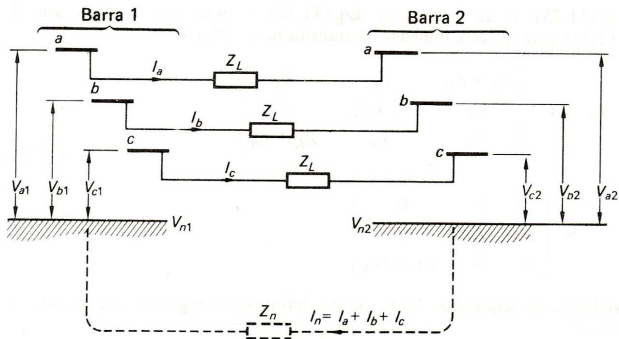 Barra 1
Barra 2
a
a
Z_L
I_a
b
b
Z_L
I_b
c
c
Z_L
I_c
V_a1
V_b1
V_c1
V_c2
V_b2
V_a2
V_n1
V_n2
Z_n
I_n = I_a + I_b + I_c